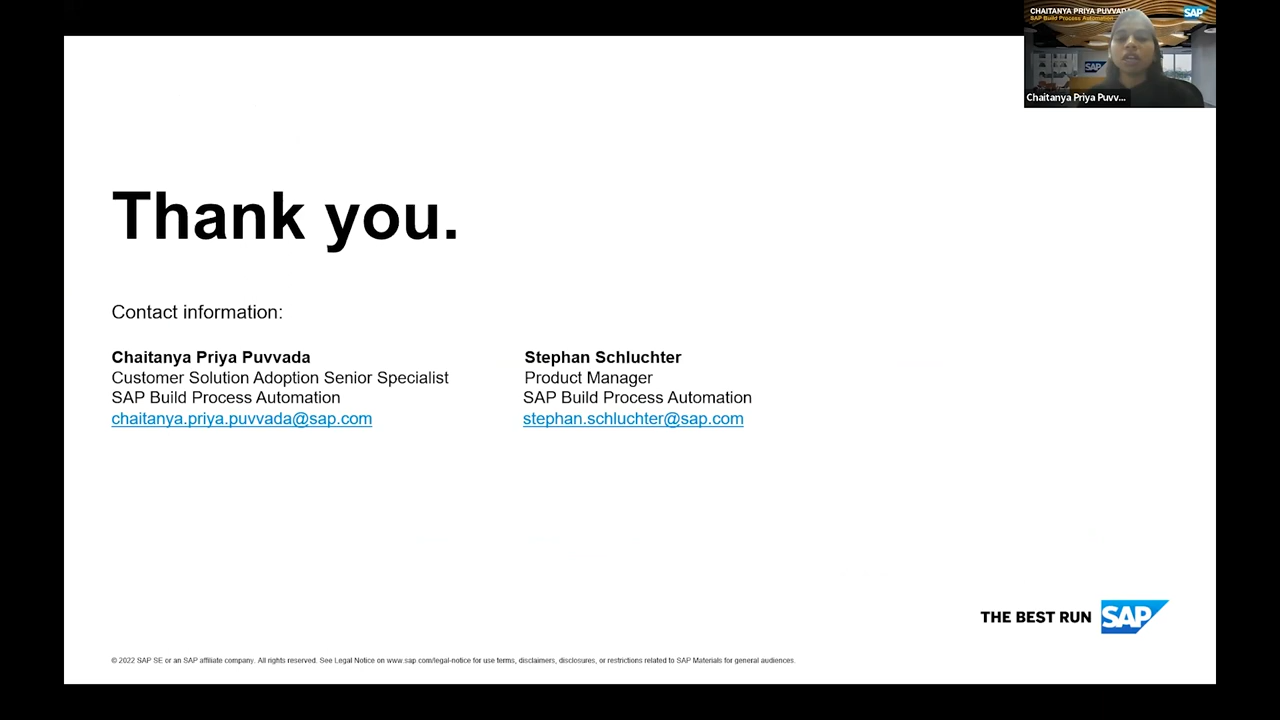 CHAITANYA PRIYA PUVVADA
SAP Build Process Automation
SAP
SAP
Chaitanya Priya Puvv...
Thank you.
Contact information:
Chaitanya Priya Puvvada
Customer Solution Adoption Senior Specialist
SAP Build Process Automation
chaitanya.priya.puvvada@sap.com
Stephan Schluchter
Product Manager
SAP Build Process Automation
stephan.schluchter@sap.com
THE BEST RUN SAP
© 2022 SAP SE or an SAP affiliate company. All rights reserved. See Legal Notice on www.sap.com/legal-notice for use terms, disclaimers, disclosures, or restrictions related to SAP Materials for general audiences.